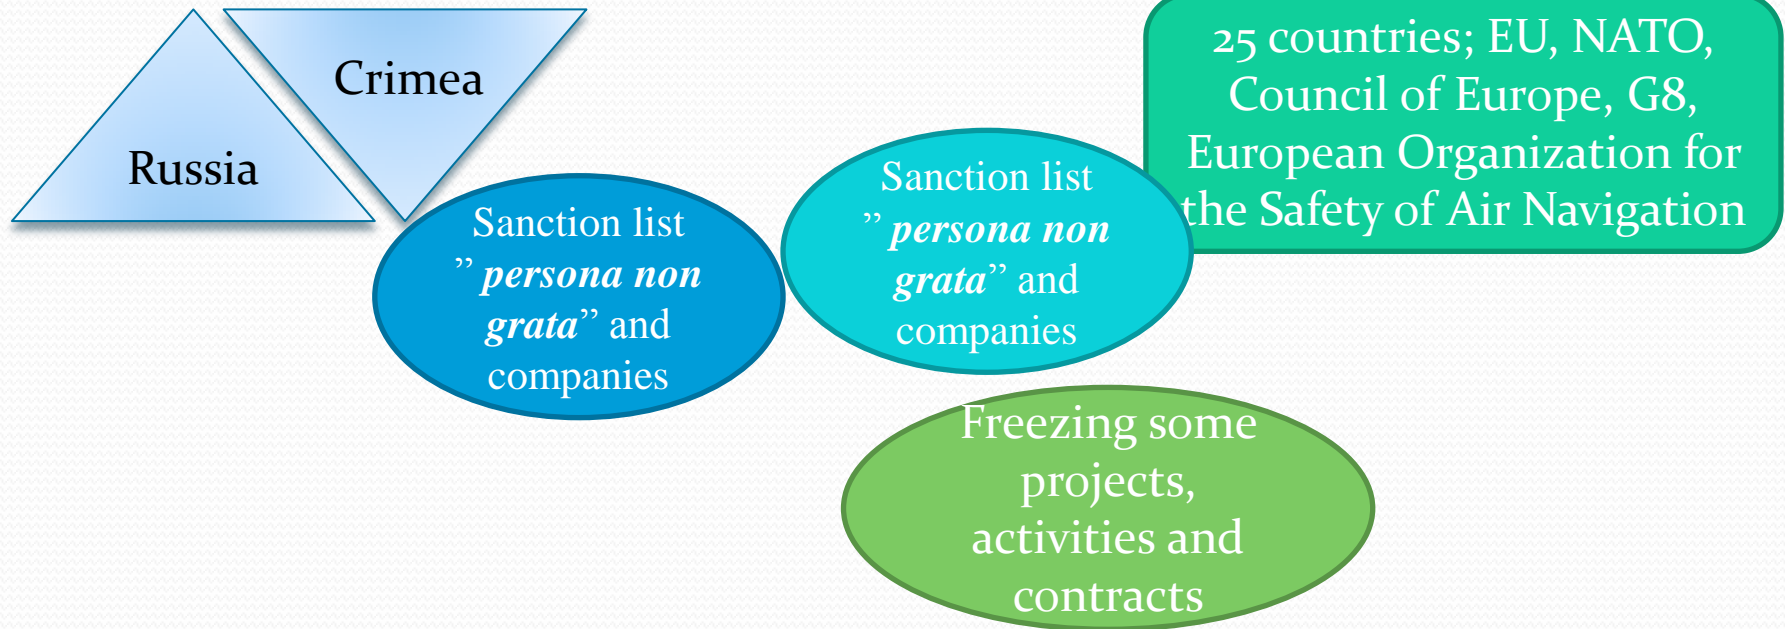 Crimea
Russia
Sanction list
” persona non
grata” and
companies
Sanction list
” persona non
grata” and
companies
25 countries; EU, NATO,
Council of Europe, G8,
European Organization for
the Safety of Air Navigation
Freezing some
projects,
activities and
contracts